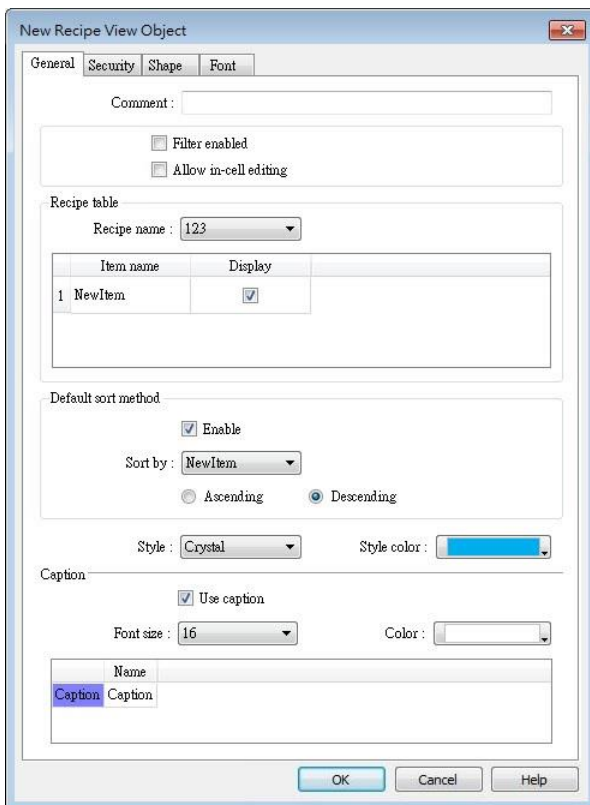 New Recipe View Object
General Security Shape Font
Comment :
Filter enabled
Allow in-cell editing
Recipe table
Recipe name : 123
Item name Display
1 NewItem
Default sort method
Enable
Sort by : NewItem
Ascending Descending
Style : Crystal Style color :
Caption
Use caption
Font size : 16 Color :
Name
Caption Caption
OK Cancel Help